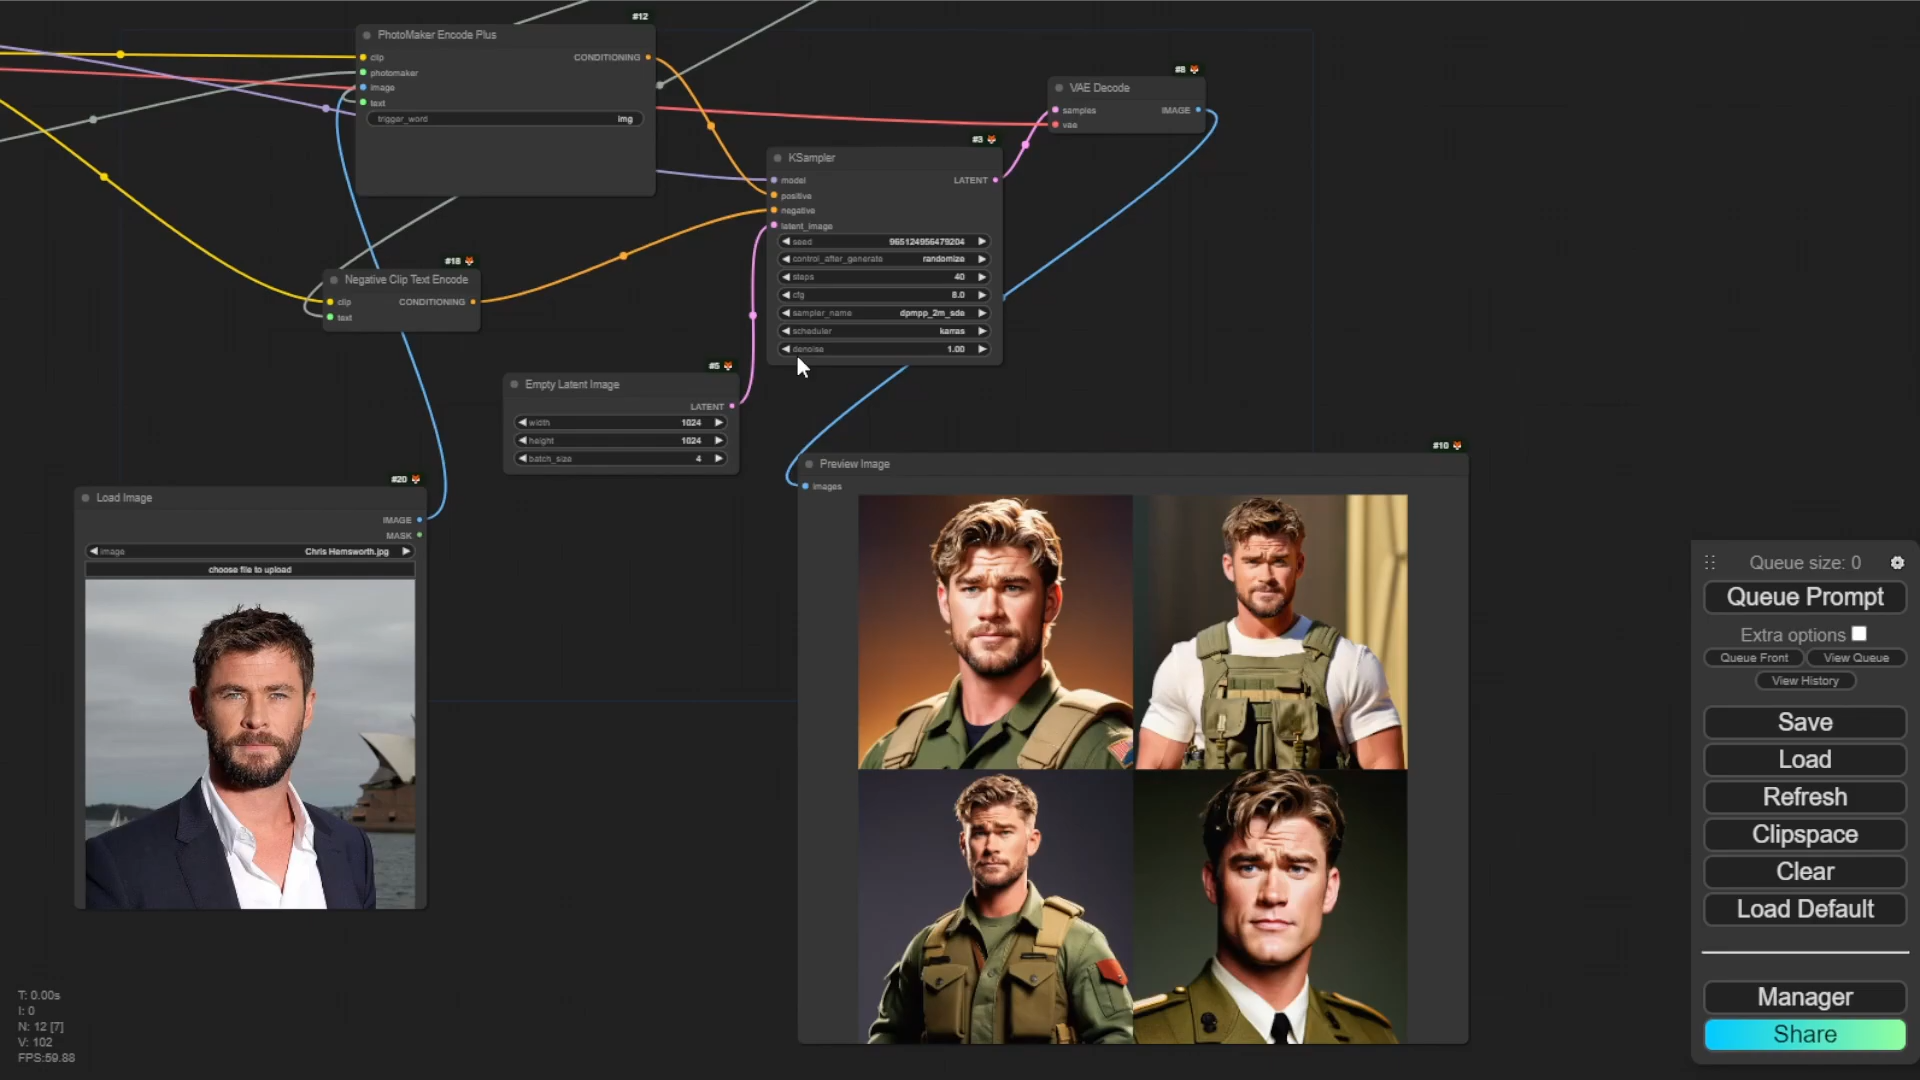 #12
PhotoMaker Encode Plus
clip
CONDITIONING
photomaker
image
text
trigger_word img
#8
VAE Decode
samples
IMAGE
vae
#3
KSampler
model
LATENT
positive
negative
latent_image
seed 965124956479204
control_after_generate randomize
steps 40
cfg 8.0
sampler_name dpmpp_2m_sde
scheduler karras
denoise 1.00
#18
Negative Clip Text Encode
clip
CONDITIONING
text
#5
Empty Latent Image
LATENT
width 1024
height 1024
batch_size 4
#10
Preview Image
images
#20
Load Image
IMAGE
MASK
image Chris Hemsworth.jpg
choose file to upload
Queue size: 0
Queue Prompt
Extra options
Queue Front View Queue
View History
Save
Load
Refresh
Clipspace
Clear
Load Default
Manager
Share
T: 0.00s
I: 0
N: 12 [7]
V: 102
FPS:59.88